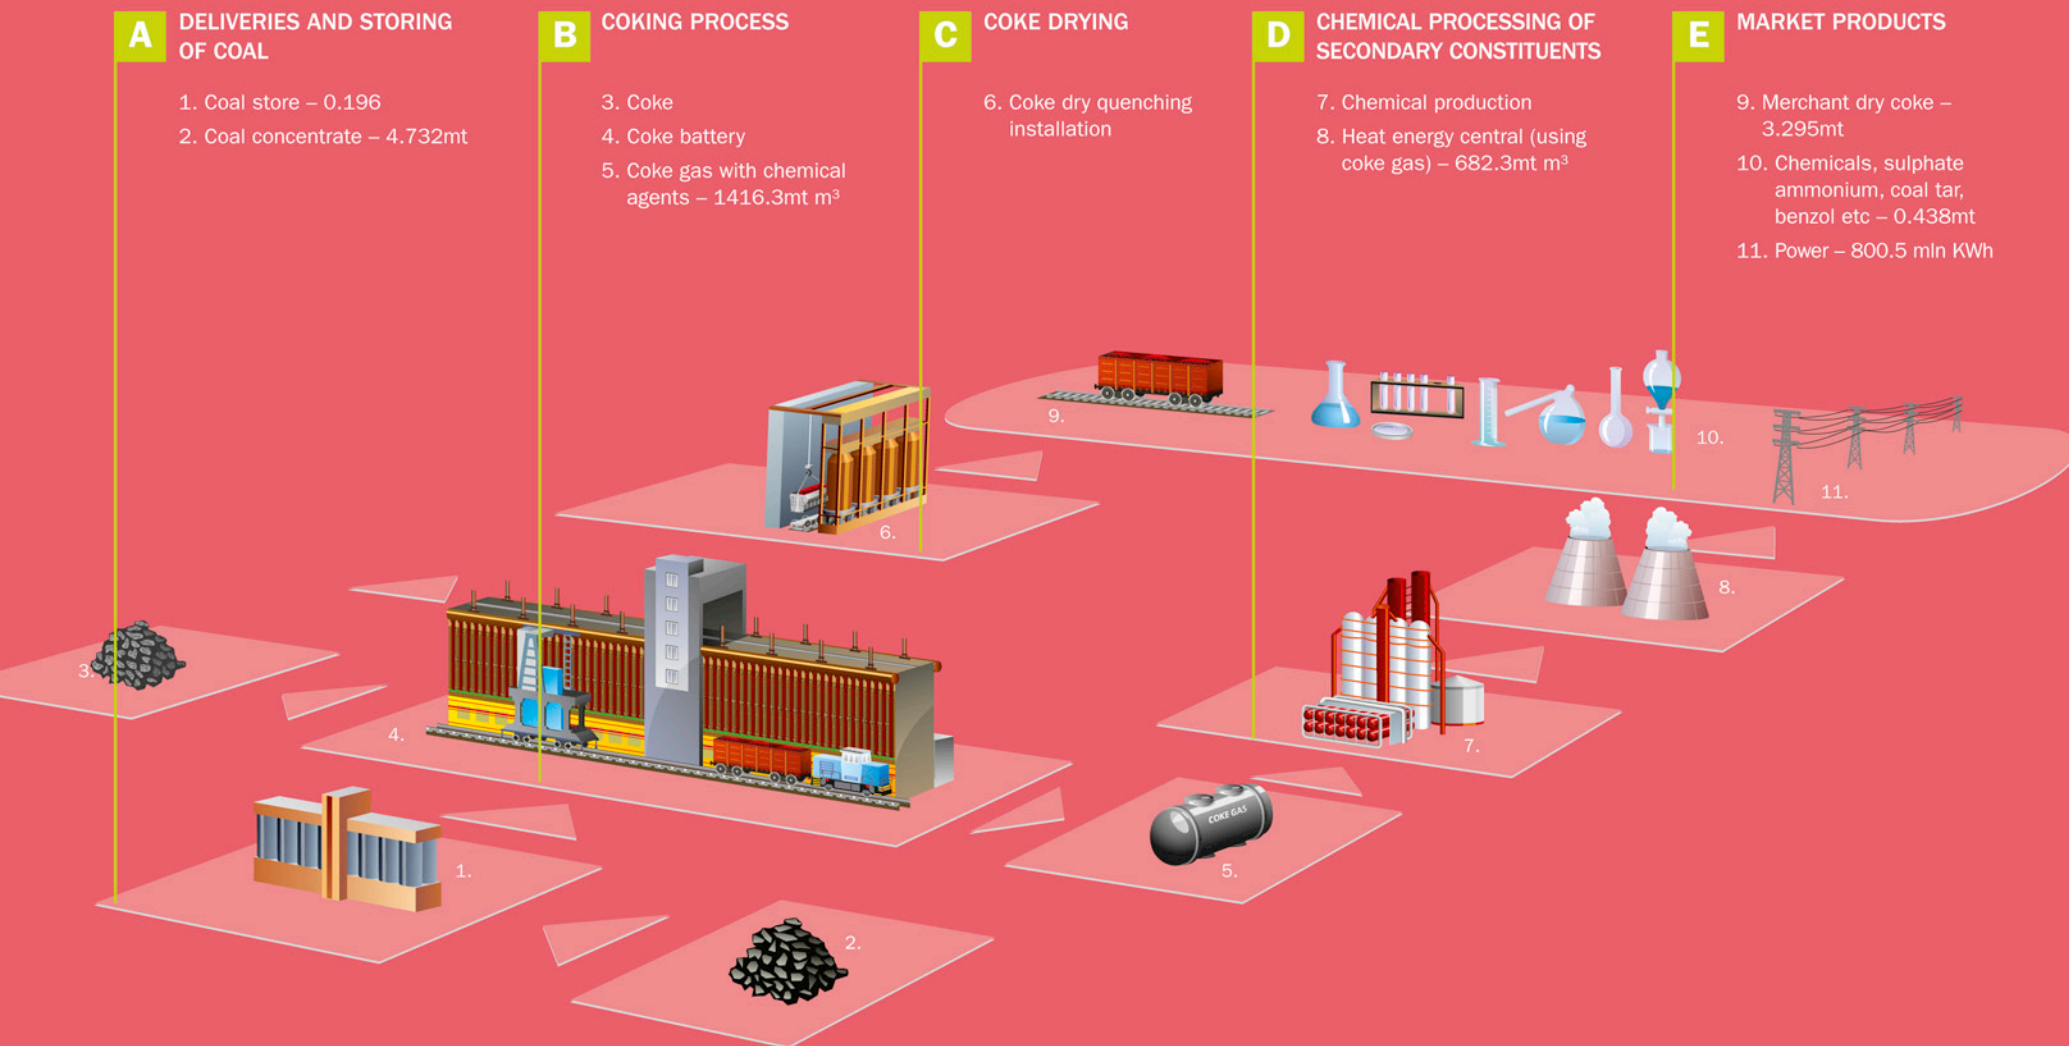 A
DELIVERIES AND STORING
OF COAL
1. Coal store – 0.196
2. Coal concentrate – 4.732mt
B
COKING PROCESS
3. Coke
4. Coke battery
5. Coke gas with chemical
agents – 1416.3mt m³
C
COKE DRYING
6. Coke dry quenching
installation
D
CHEMICAL PROCESSING OF
SECONDARY CONSTITUENTS
7. Chemical production
8. Heat energy central (using
coke gas) – 682.3mt m³
E
MARKET PRODUCTS
9. Merchant dry coke –
3.295mt
10. Chemicals, sulphate
ammonium, coal tar,
benzol etc – 0.438mt
11. Power – 800.5 mln KWh
9.
10.
11.
6.
8.
3.
4.
7.
COKE GAS
5.
1.
2.